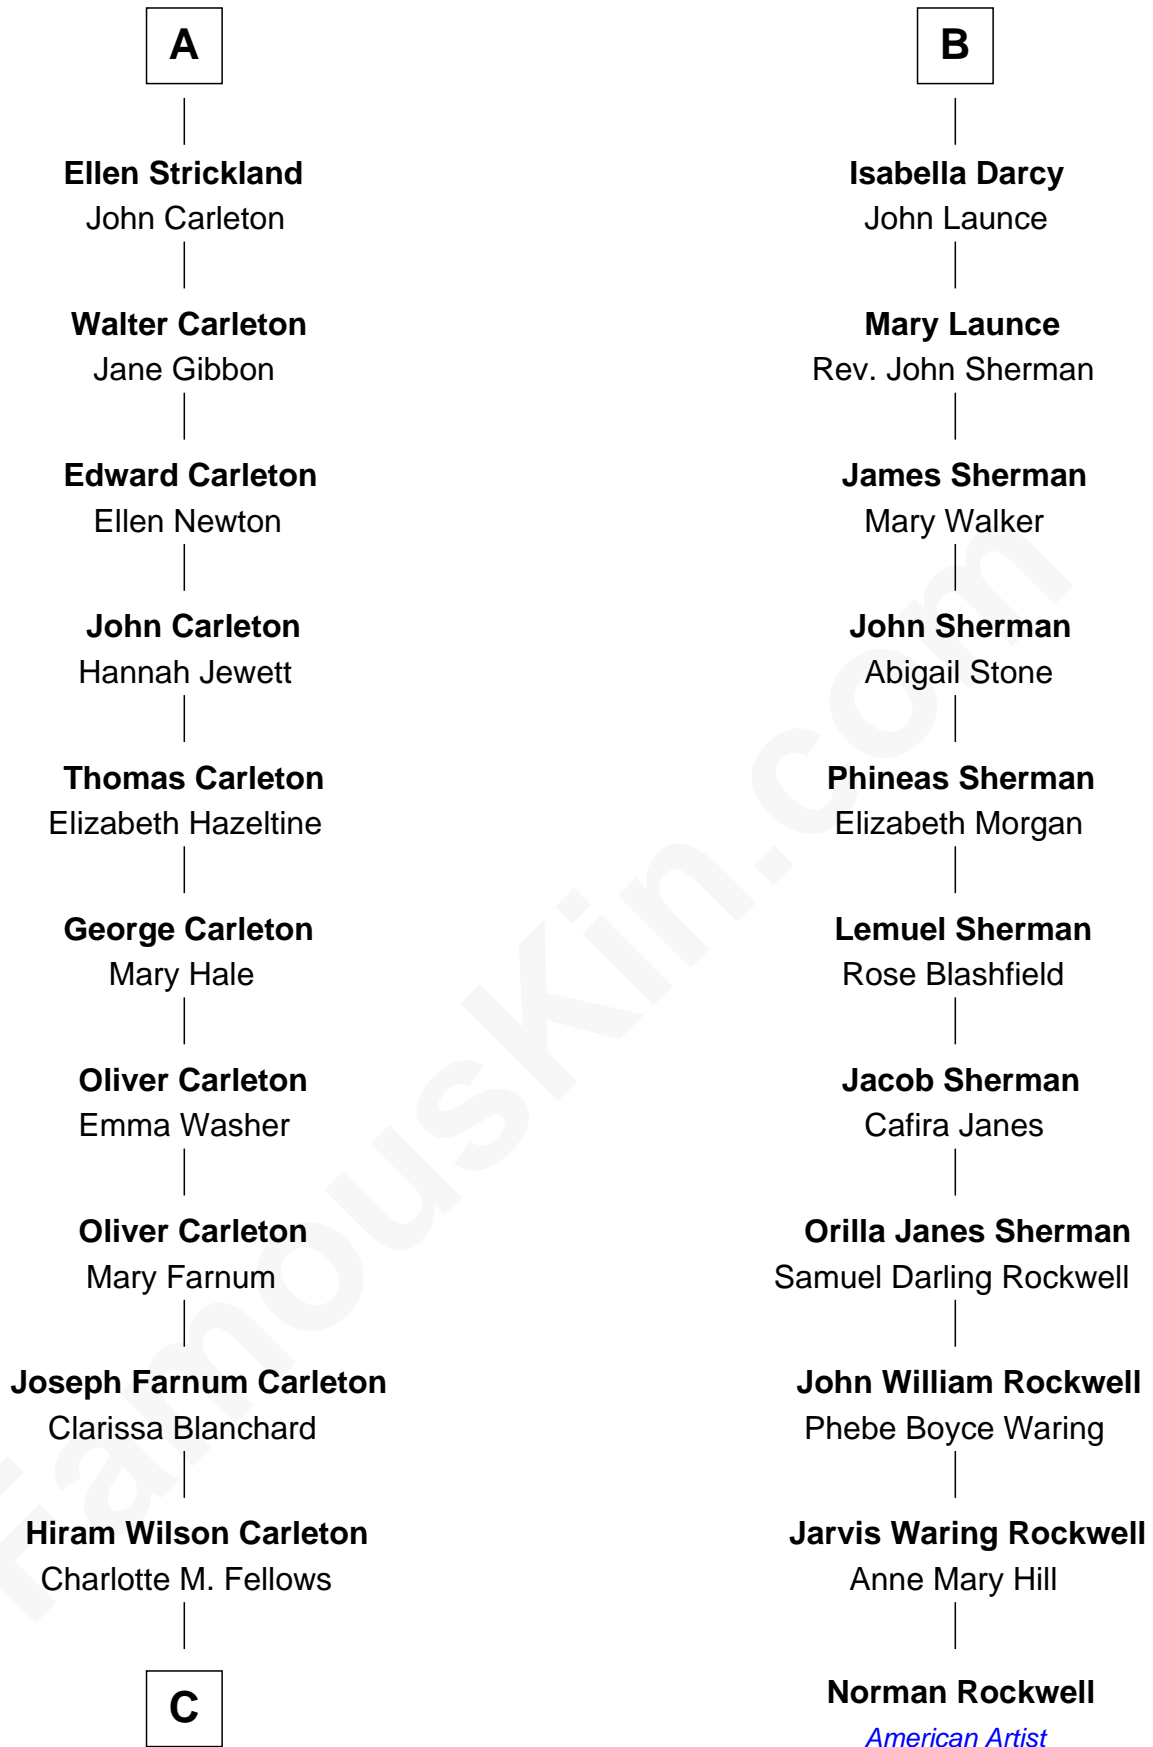 A
Ellen Strickland
John Carleton
Walter Carleton
Jane Gibbon
Edward Carleton
Ellen Newton
John Carleton
Hannah Jewett
Thomas Carleton
Elizabeth Hazeltine
George Carleton
Mary Hale
Oliver Carleton
Emma Washer
Oliver Carleton
Mary Farnum
Joseph Farnum Carleton
Clarissa Blanchard
Hiram Wilson Carleton
Charlotte M. Fellows
C
B
Isabella Darcy
John Launce
Mary Launce
Rev. John Sherman
James Sherman
Mary Walker
John Sherman
Abigail Stone
Phineas Sherman
Elizabeth Morgan
Lemuel Sherman
Rose Blashfield
Jacob Sherman
Cafira Janes
Orilla Janes Sherman
Samuel Darling Rockwell
John William Rockwell
Phebe Boyce Waring
Jarvis Waring Rockwell
Anne Mary Hill
Norman Rockwell
American Artist
FamousKin.com